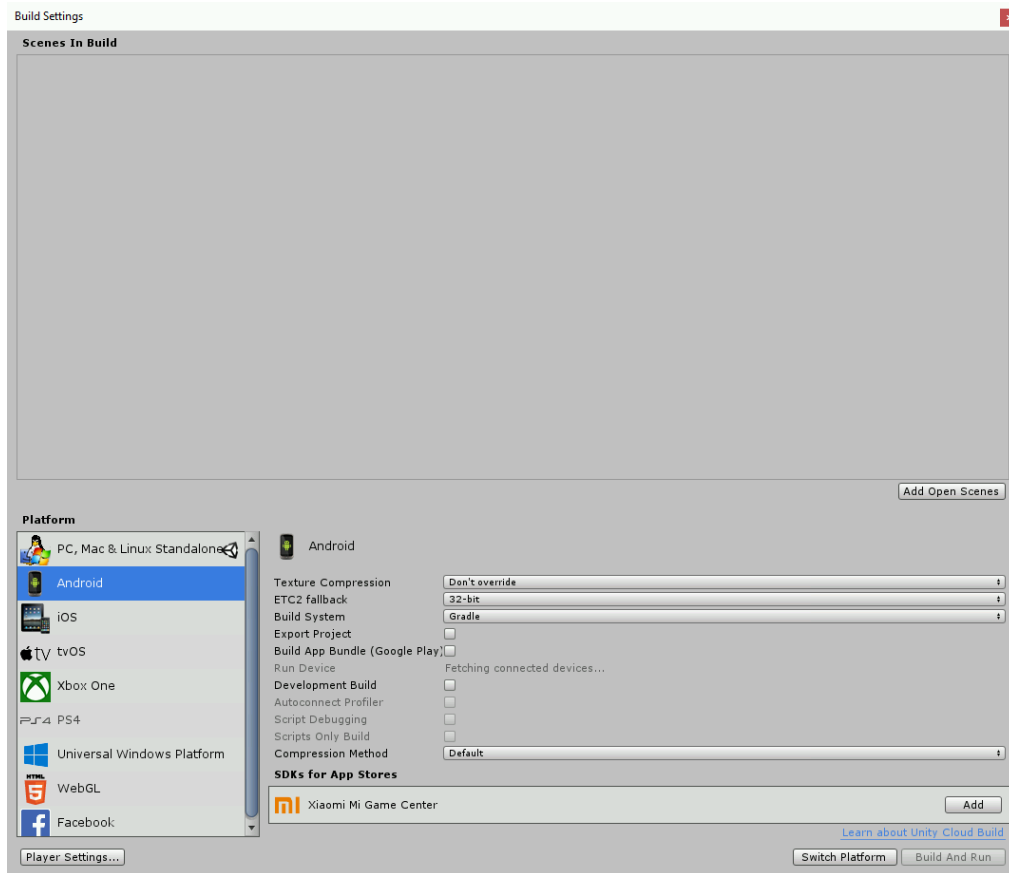 Build Settings
Scenes In Build
Add Open Scenes
Platform
PC, Mac & Linux Standalone
Android
iOS
tv tvOS
Xbox One
PS4 PS4
Universal Windows Platform
HTML
5
WebGL
Facebook
Android
Texture Compression Don't override
ETC2 fallback 32-bit
Build System Gradle
Export Project
Build App Bundle (Google Play)
Run Device Fetching connected devices...
Development Build
Autoconnect Profiler
Script Debugging
Scripts Only Build
Compression Method Default
SDKs for App Stores
Xiaomi Mi Game Center Add
Learn about Unity Cloud Build
Player Settings... Switch Platform Build And Run